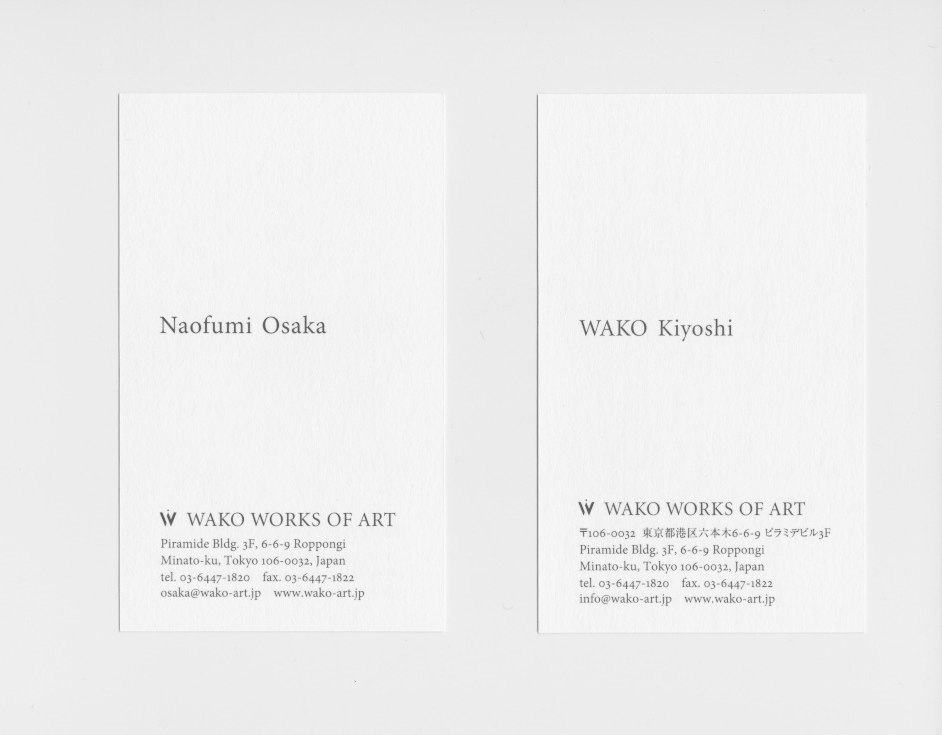 Naofumi Osaka
WAKO WORKS OF ART
Piramide Bldg. 3F, 6-6-9 Roppongi
Minato-ku, Tokyo 106-0032, Japan
tel. 03-6447-1820 fax. 03-6447-1822
osaka@wako-art.jp www.wako-art.jp
WAKO Kiyoshi
WAKO WORKS OF ART
〒106-0032 東京都港区六本木6-6-9 ピラミデビル3F
Piramide Bldg. 3F, 6-6-9 Roppongi
Minato-ku, Tokyo 106-0032, Japan
tel. 03-6447-1820 fax. 03-6447-1822
info@wako-art.jp www.wako-art.jp